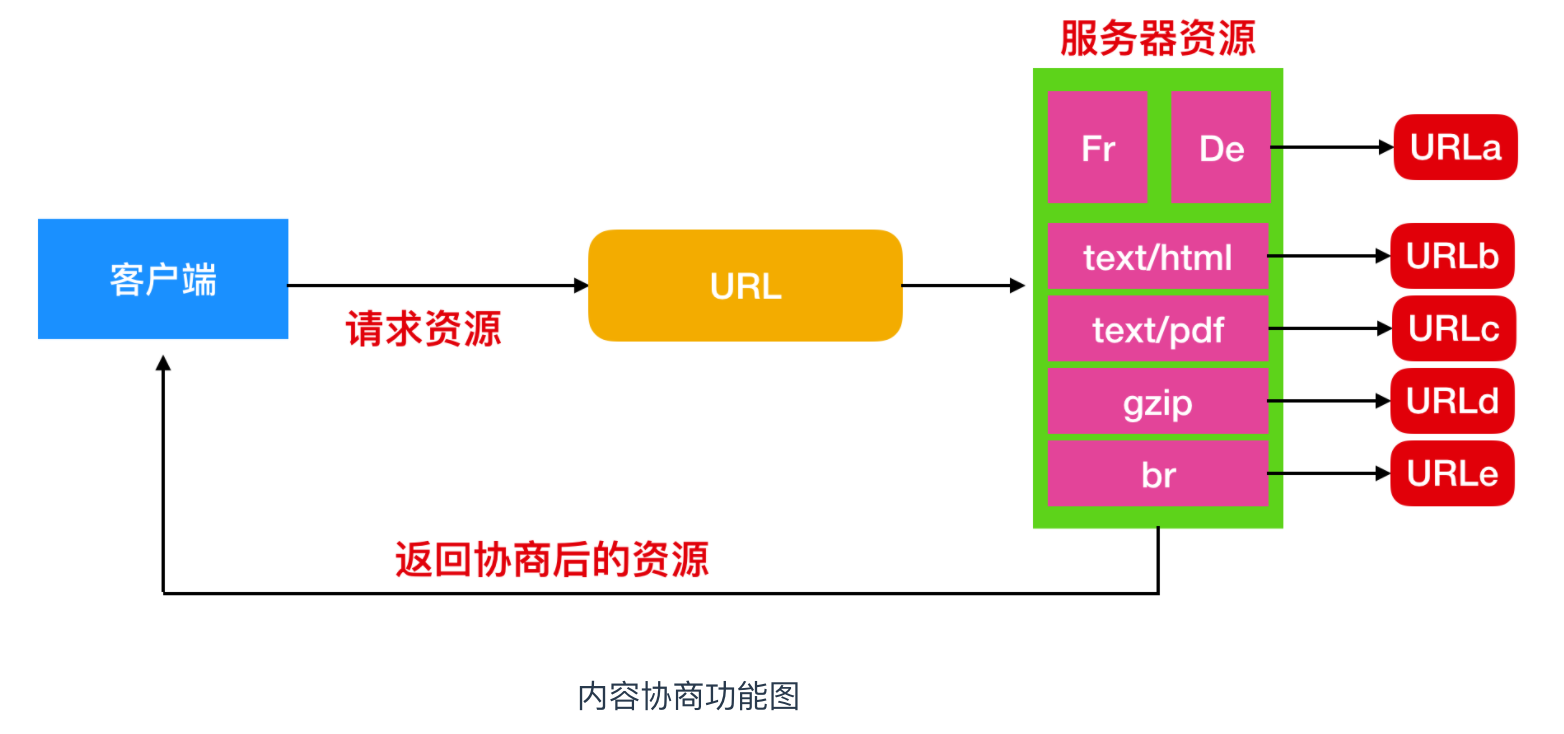 服务器资源
Fr
De
URLa
客户端
请求资源
URL
text/html
URLb
text/pdf
URLc
gzip
URLd
br
URLe
返回协商后的资源
内容协商功能图